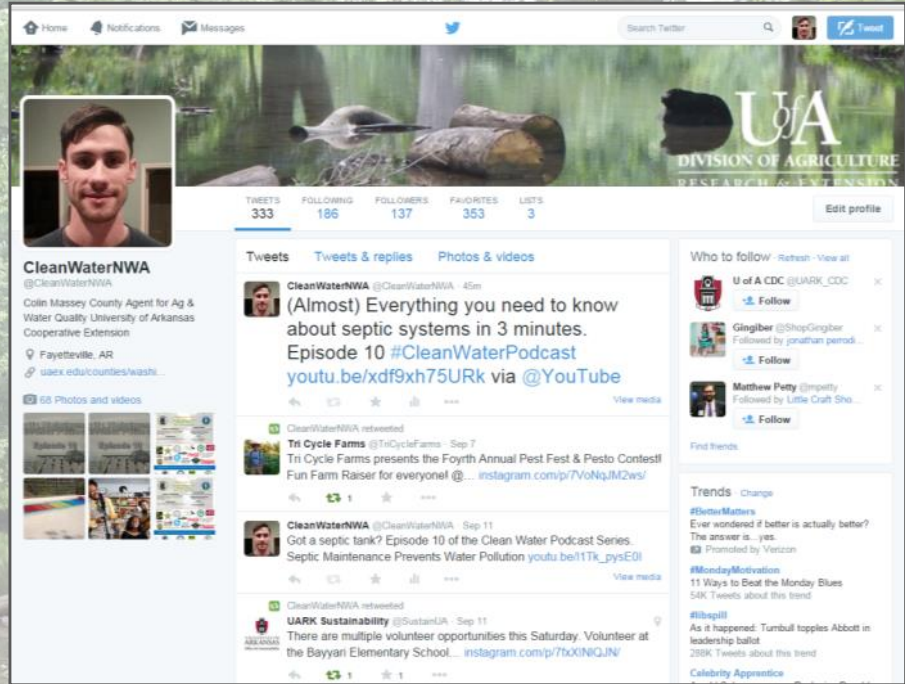 Home Notifications Messages Search Twitter Tweet
UofA
DIVISION OF AGRICULTURE
RESEARCH & EXTENSION
TWEETS FOLLOWING FOLLOWERS FAVORITES LISTS
333 186 137 353 3
Edit profile
CleanWaterNWA
@CleanWaterNWA
Colin Massey County Agent for Ag &
Water Quality University of Arkansas
Cooperative Extension
Fayetteville, AR
uaex.edu/counties/washi...
68 Photos and videos
Tweets Tweets & replies Photos & videos
CleanWaterNWA @CleanWaterNWA · 45m
(Almost) Everything you need to know
about septic systems in 3 minutes.
Episode 10 #CleanWaterPodcast
youtu.be/xdf9xh75URk via @YouTube
View media
CleanWaterNWA retweeted
Tri Cycle Farms @TriCycleFarms · Sep 7
Tri Cycle Farms presents the Foyrth Annual Pest Fest & Pesto Contest!
Fun Farm Raiser for everyone! @... instagram.com/p/7VoNqJM2ws/
1
CleanWaterNWA @CleanWaterNWA · Sep 11
Got a septic tank? Episode 10 of the Clean Water Podcast Series.
Septic Maintenance Prevents Water Pollution youtu.be/l1Tk_pysE0I
View media
CleanWaterNWA retweeted
UARK Sustainability @SustainUA · Sep 11
There are multiple volunteer opportunities this Saturday. Volunteer at
the Bayyari Elementary School... instagram.com/p/7fxXINIQJN/
1 1
Who to follow · Refresh · View all
U of A CDC @UARK_CDC
Follow
Gingiber @ShopGingiber
Followed by jonathan perrodi...
Follow
Matthew Petty @mpetty
Followed by Little Craft Sho...
Follow
Find friends
Trends · Change
#BetterMatters
Ever wondered if better is actually better?
The answer is...yes.
Promoted by Verizon
#MondayMotivation
11 Ways to Beat the Monday Blues
54K Tweets about this trend
#libspill
As it happened: Turnbull topples Abbott in
leadership ballot
288K Tweets about this trend
Celebrity Apprentice